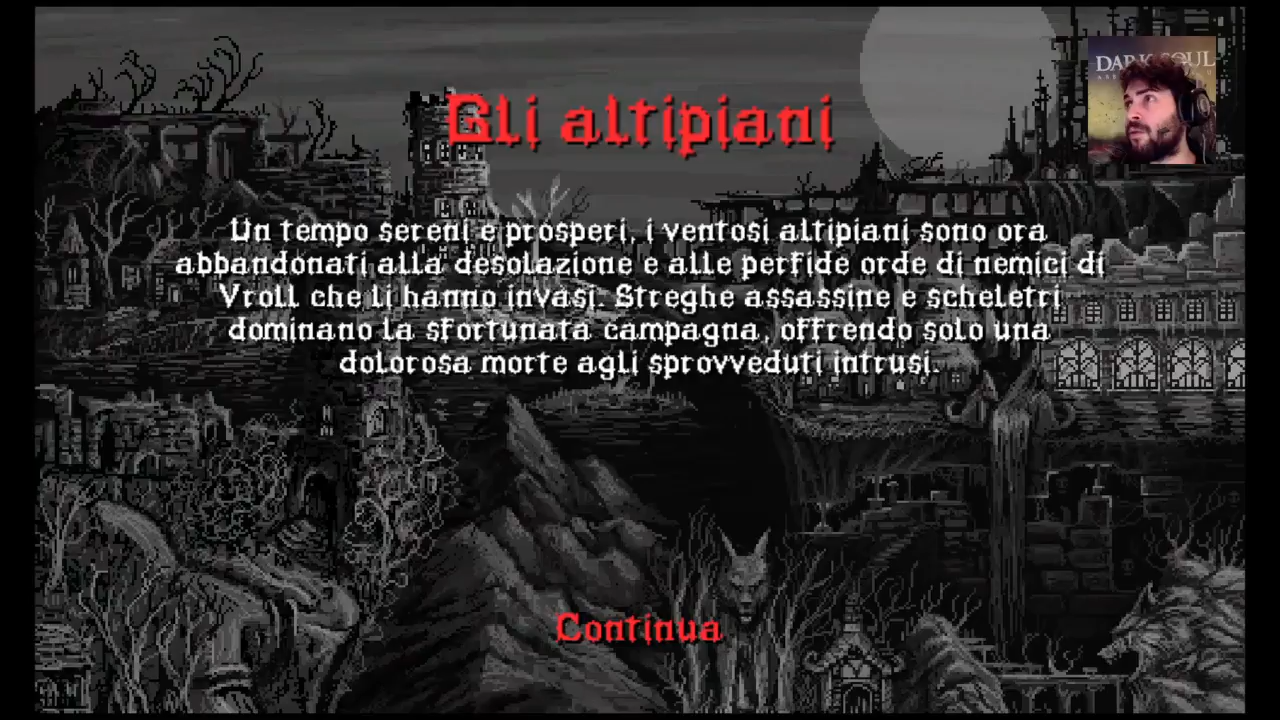 Gli altipiani
DARK SOUL
Un tempo sereni e prosperi, i ventosi altipiani sono ora
abbandonati alla desolazione e alle perfide orde di nemici di
Vroll che li hanno invasi. Streghe assassine e scheletri
dominano la sfortunata campagna, offrendo solo una
dolorosa morte agli sprovveduti intrusi.
Continua